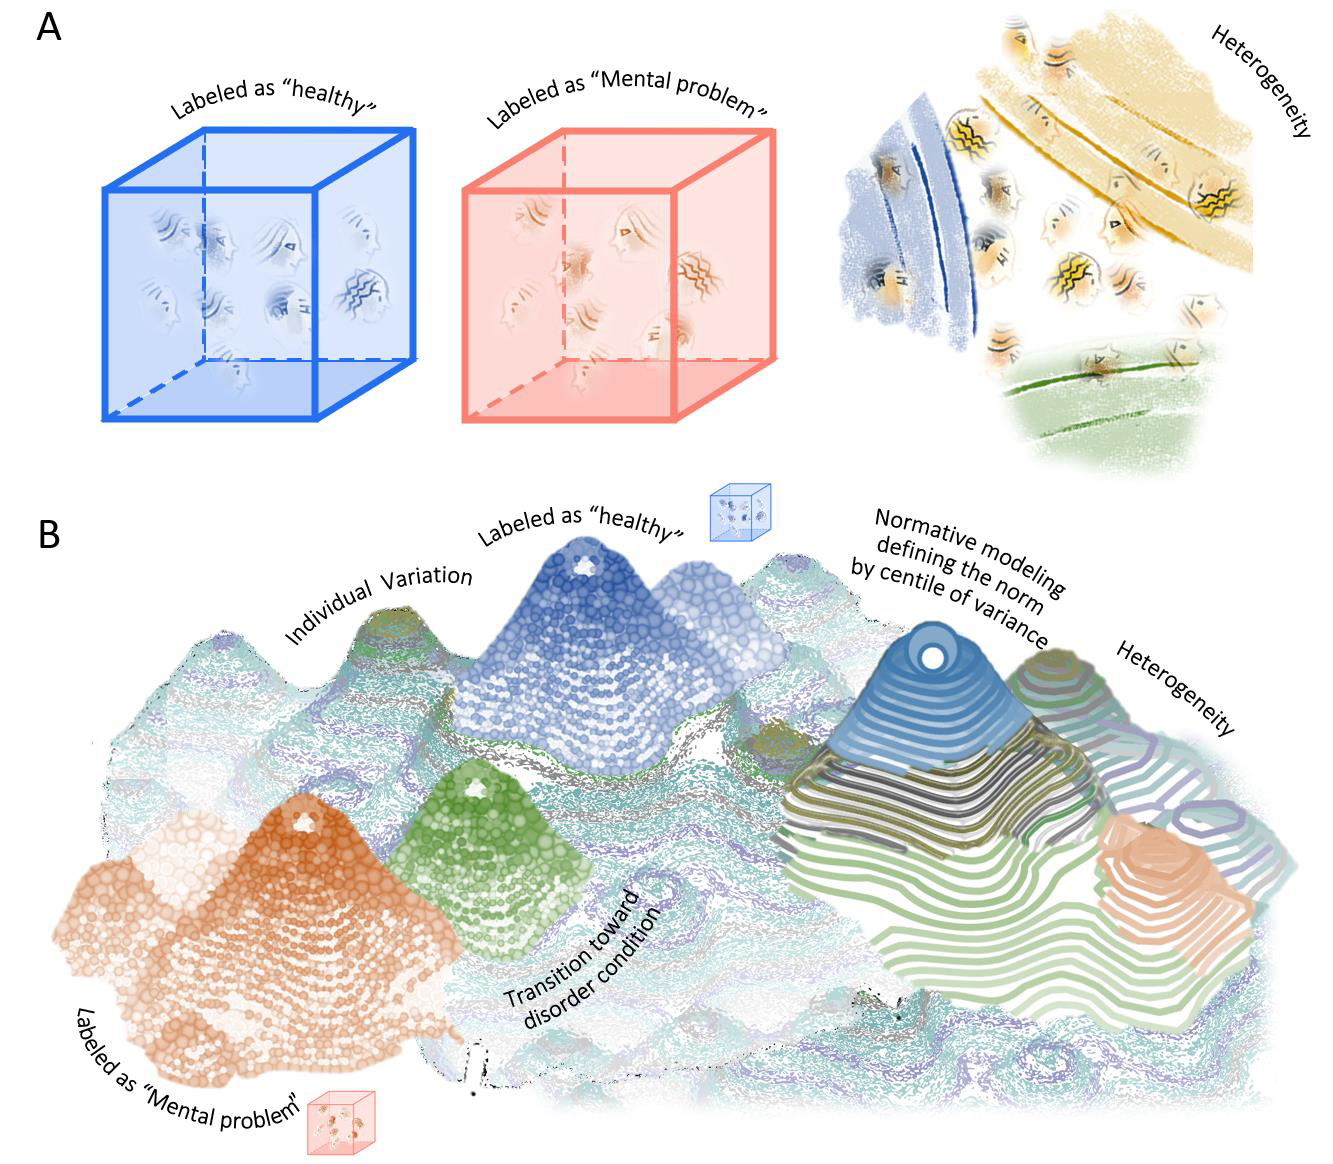 A
Labeled as “healthy”
Labeled as “Mental problem”
Heterogeneity
B
Individual Variation
Labeled as “healthy”
Normative modeling
defining the norm
by centile of variance
Heterogeneity
Transition toward
disorder condition
Labeled as “Mental problem”